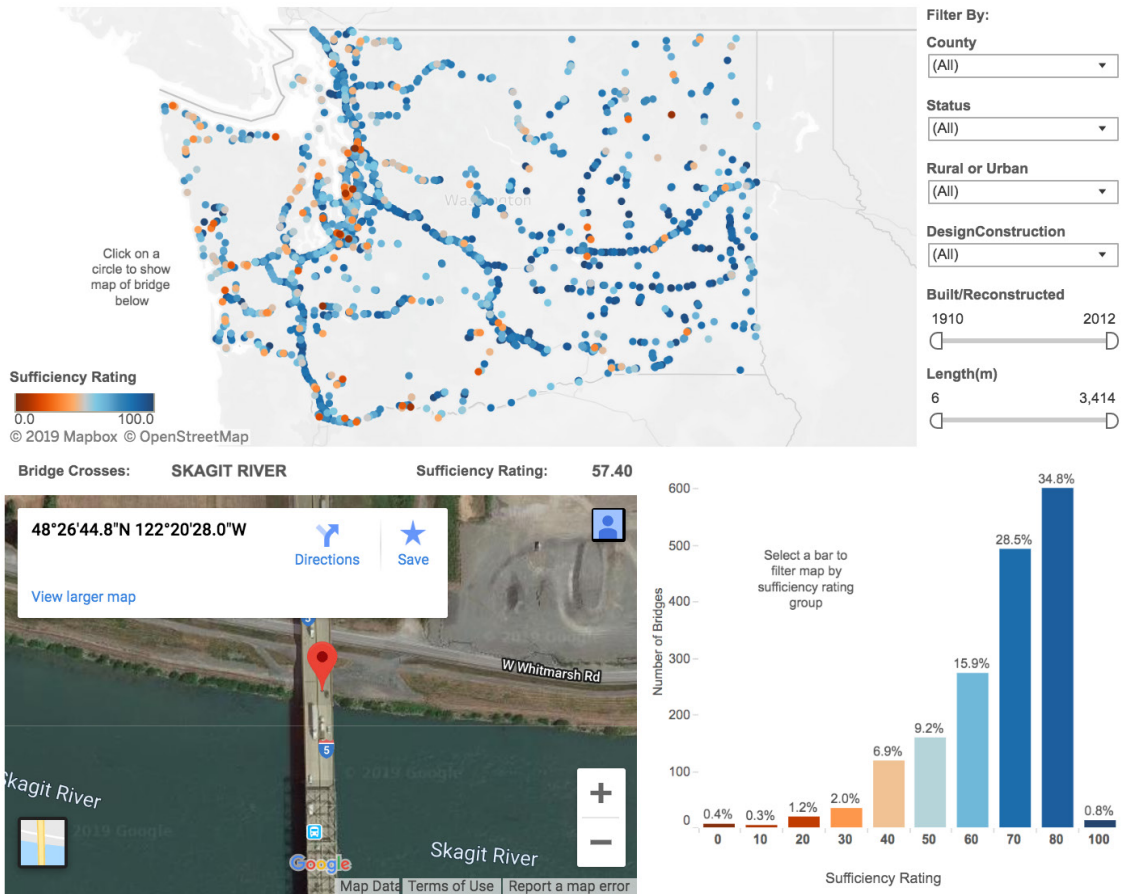 Filter By:
County
(All)
Status
(All)
Rural or Urban
(All)
DesignConstruction
(All)
Built/Reconstructed
1910 2012
Length(m)
6 3,414
Washington
Click on a
circle to show
map of bridge
below
Sufficiency Rating
0.0 100.0
© 2019 Mapbox © OpenStreetMap
Bridge Crosses: SKAGIT RIVER Sufficiency Rating: 57.40
48°26'44.8"N 122°20'28.0"W
Directions
Save
View larger map
5
© 2019 Google
W Whitmarsh Rd
5
© 2019 Google
Skagit River
2019 Google
Skagit River
Google
Map Data Terms of Use Report a map error
Number of Bridges
600
500
400
300
200
100
0
Select a bar to
filter map by
sufficiency rating
group
0.4% 0.3% 1.2% 2.0% 6.9% 9.2% 15.9% 28.5% 34.8% 0.8%
0 10 20 30 40 50 60 70 80 100
Sufficiency Rating